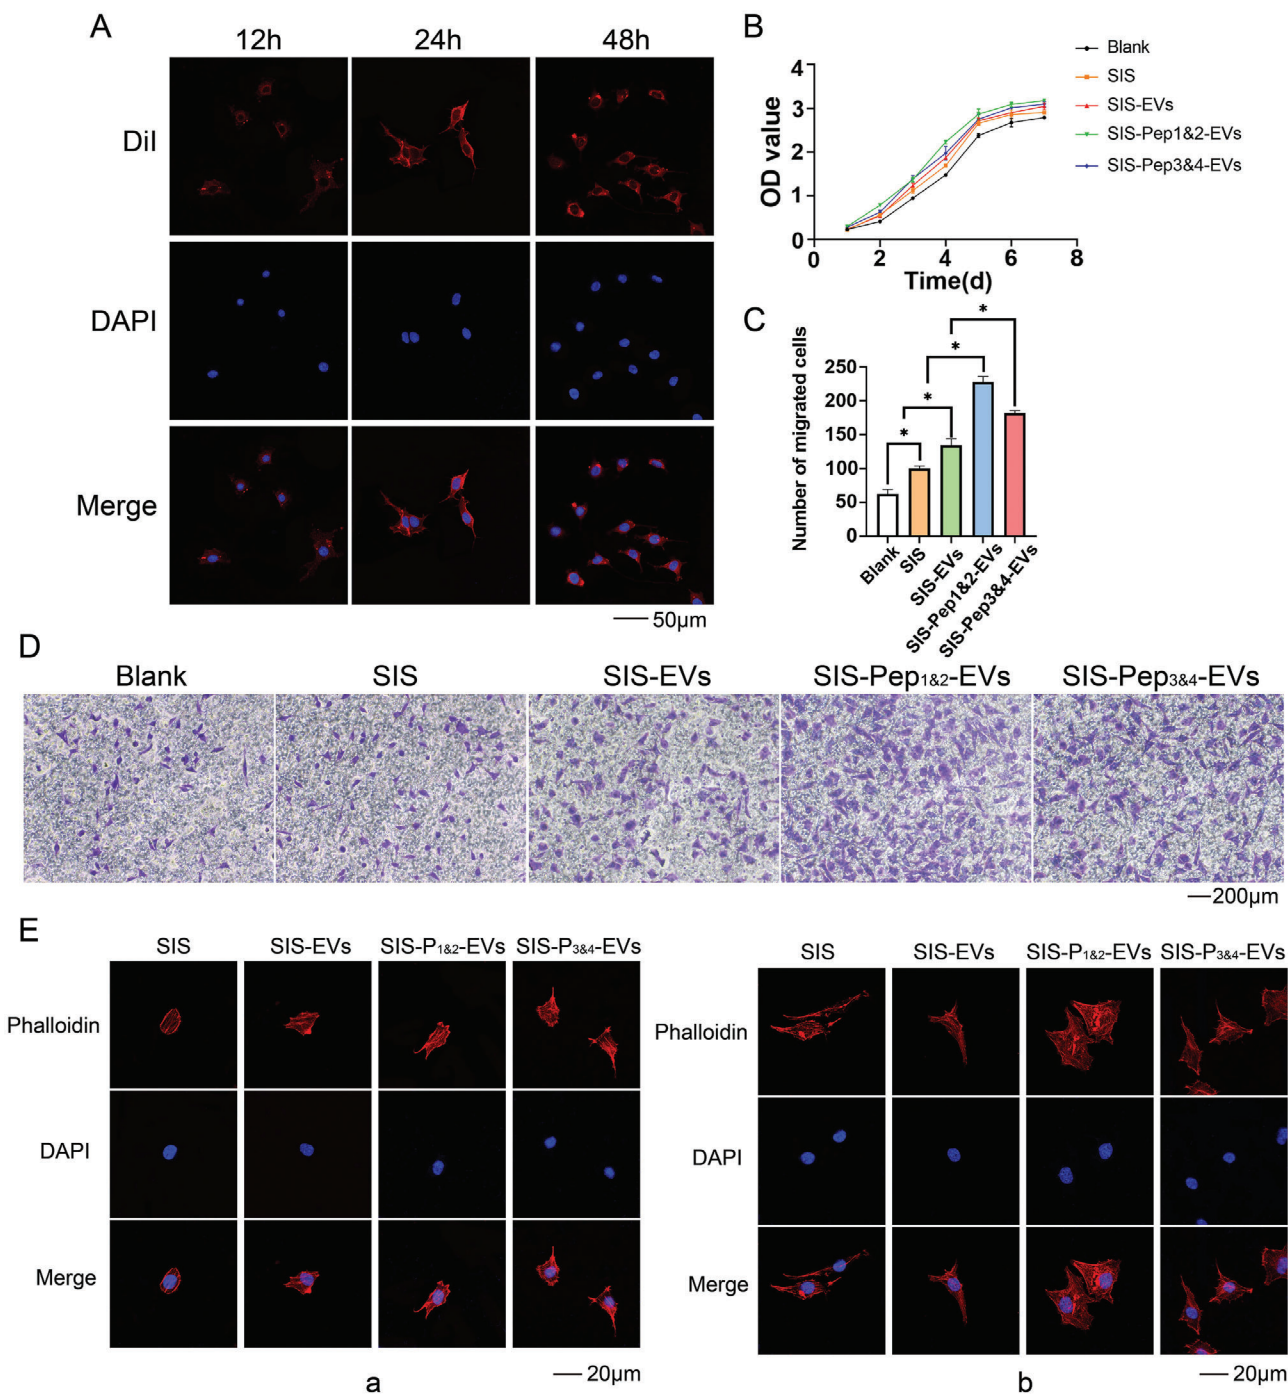 A
12h 24h 48h
DiI
DAPI
Merge
50μm
B
OD value
4
3
2
1
0
0 2 4 6 8
Time(d)
Blank
SIS
SIS-EVs
SIS-Pep1&2-EVs
SIS-Pep3&4-EVs
C
Number of migrated cells
250
200
150
100
50
0
*
*
*
*
Blank
SIS
SIS-EVs
SIS-Pep1&2-EVs
SIS-Pep3&4-EVs
D
Blank SIS SIS-EVs SIS-Pep1&2-EVs SIS-Pep3&4-EVs
200μm
E
SIS SIS-EVs SIS-P1&2-EVs SIS-P3&4-EVs
Phalloidin
DAPI
Merge
20μm
a
SIS SIS-EVs SIS-P1&2-EVs SIS-P3&4-EVs
Phalloidin
DAPI
Merge
20μm
b